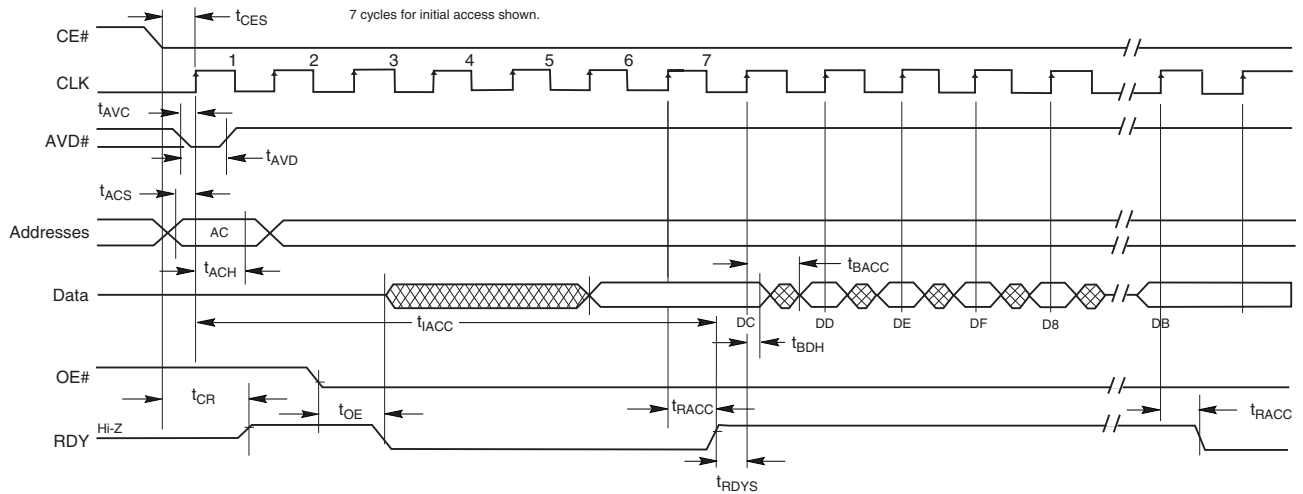 tCES
7 cycles for initial access shown.
CE#
1 2 3 4 5 6 7
CLK
tAVC
AVD#
tAVD
tACS
Addresses
AC
tACH
tBACC
Data
tIACC
DC DD DE DF D8 DB
tBDH
OE#
tCR
tOE
tRACC
tRACC
Hi-Z
RDY
tRDYS